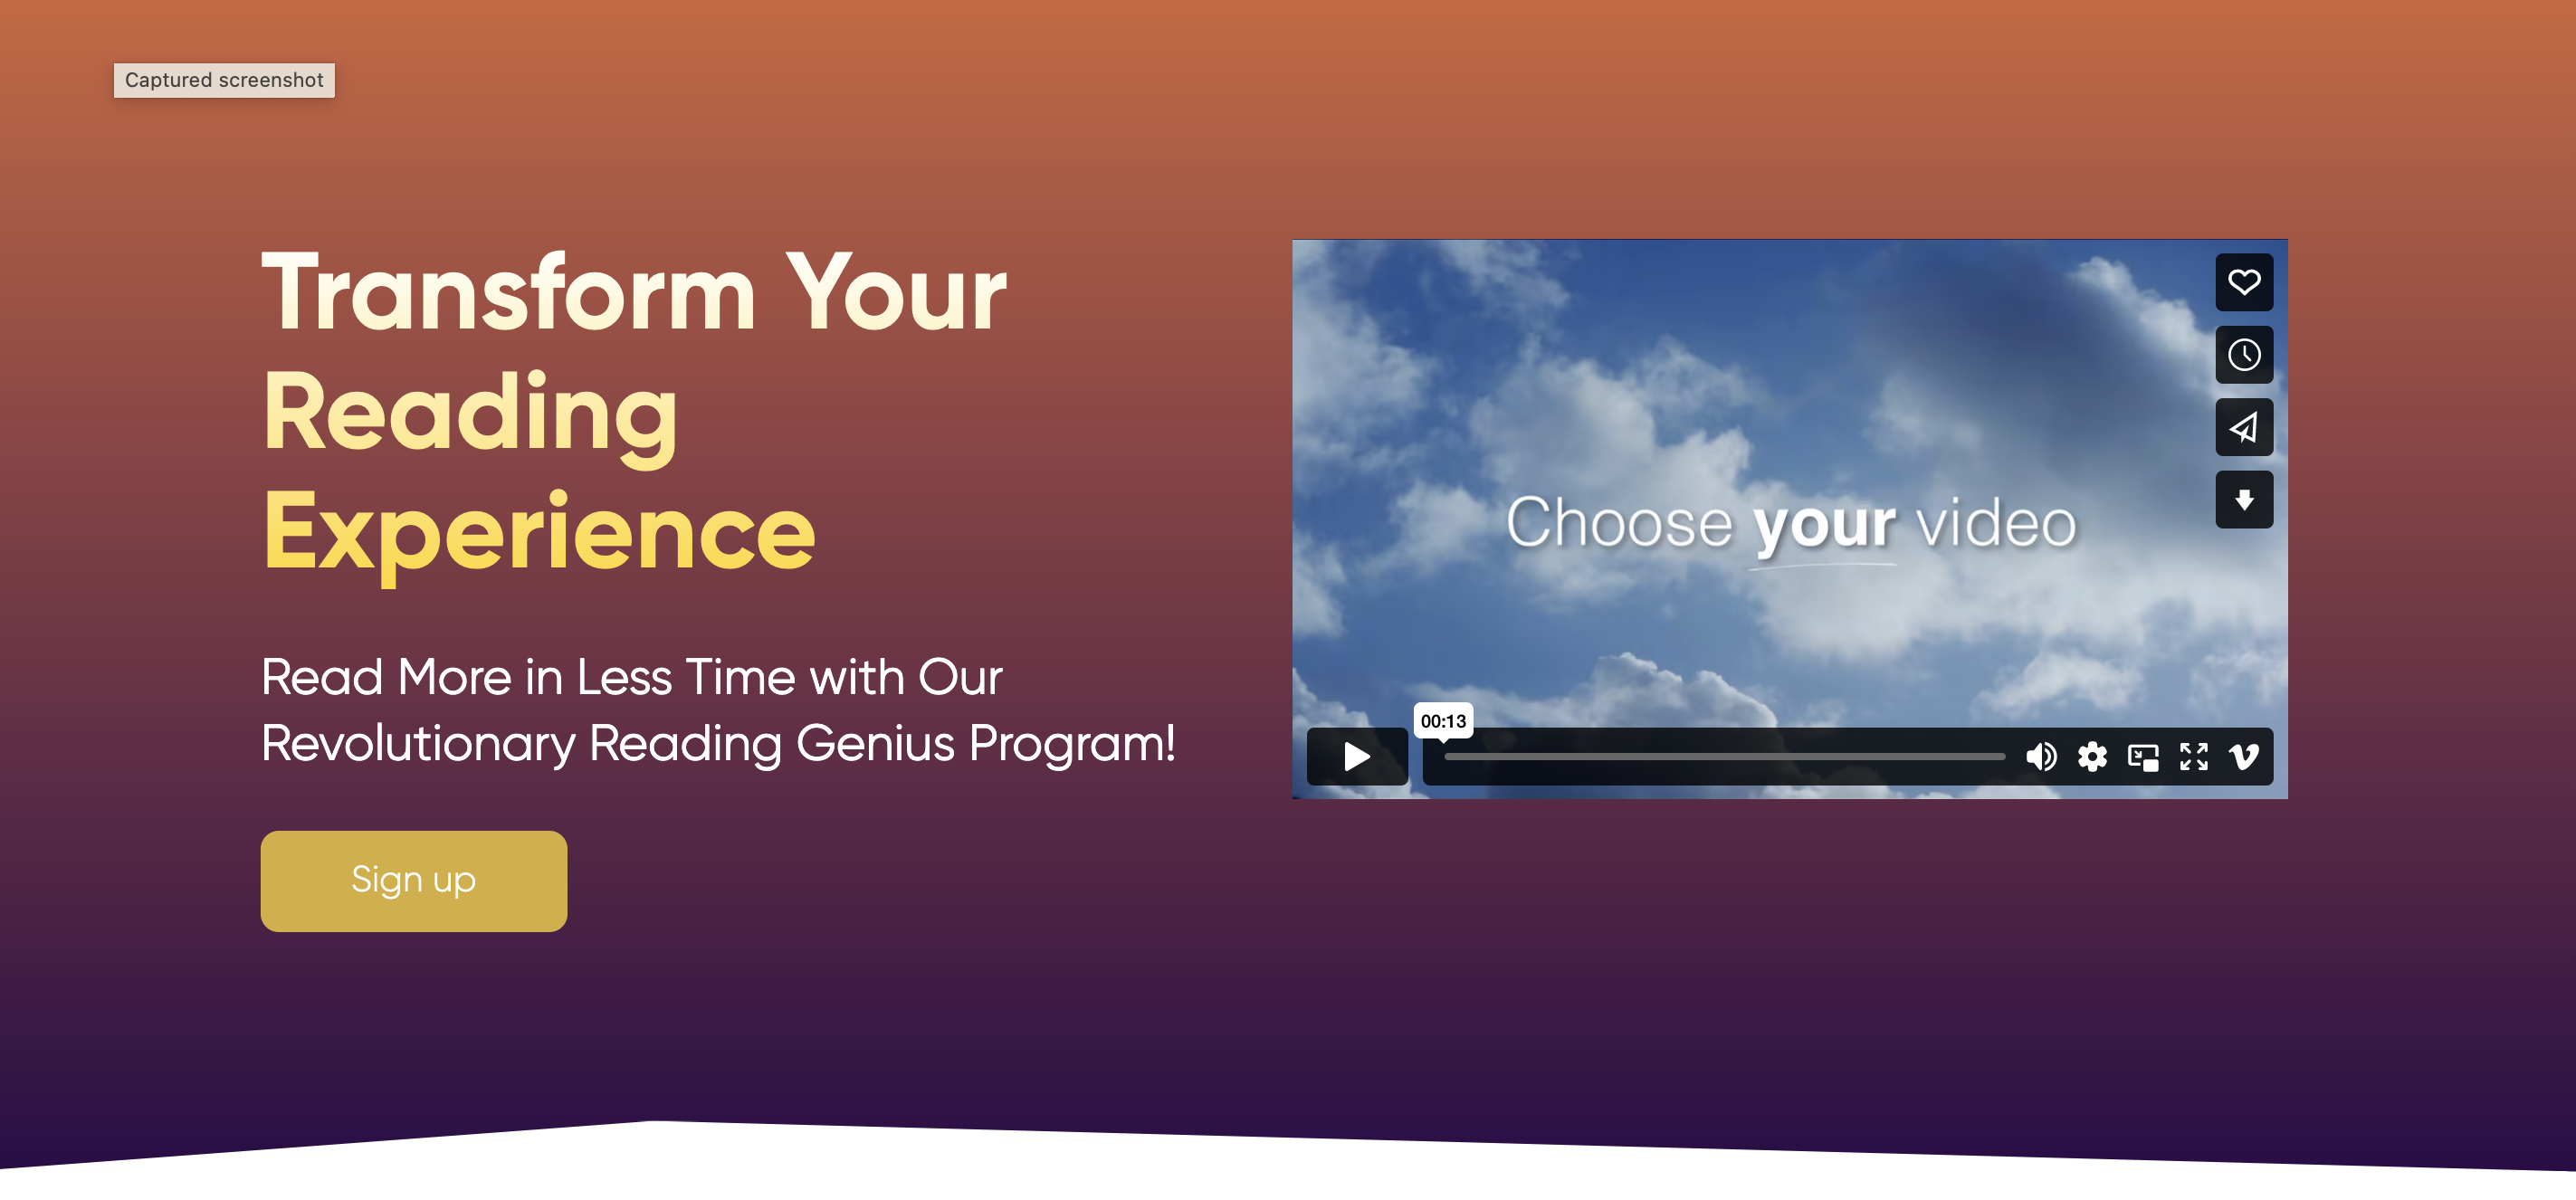 Captured screenshot
Transform Your
Reading
Experience
Read More in Less Time with Our
Revolutionary Reading Genius Program!
Sign up
Choose your video
00:13